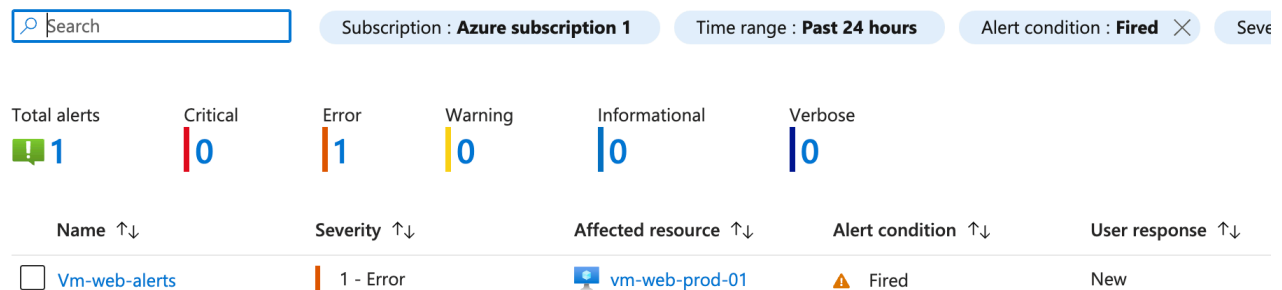 Search Subscription : Azure subscription 1 Time range : Past 24 hours Alert condition : Fired Seve
Total alerts Critical Error Warning Informational Verbose
1 0 1 0 0 0
Name Severity Affected resource Alert condition User response
Vm-web-alerts 1 - Error vm-web-prod-01 Fired New